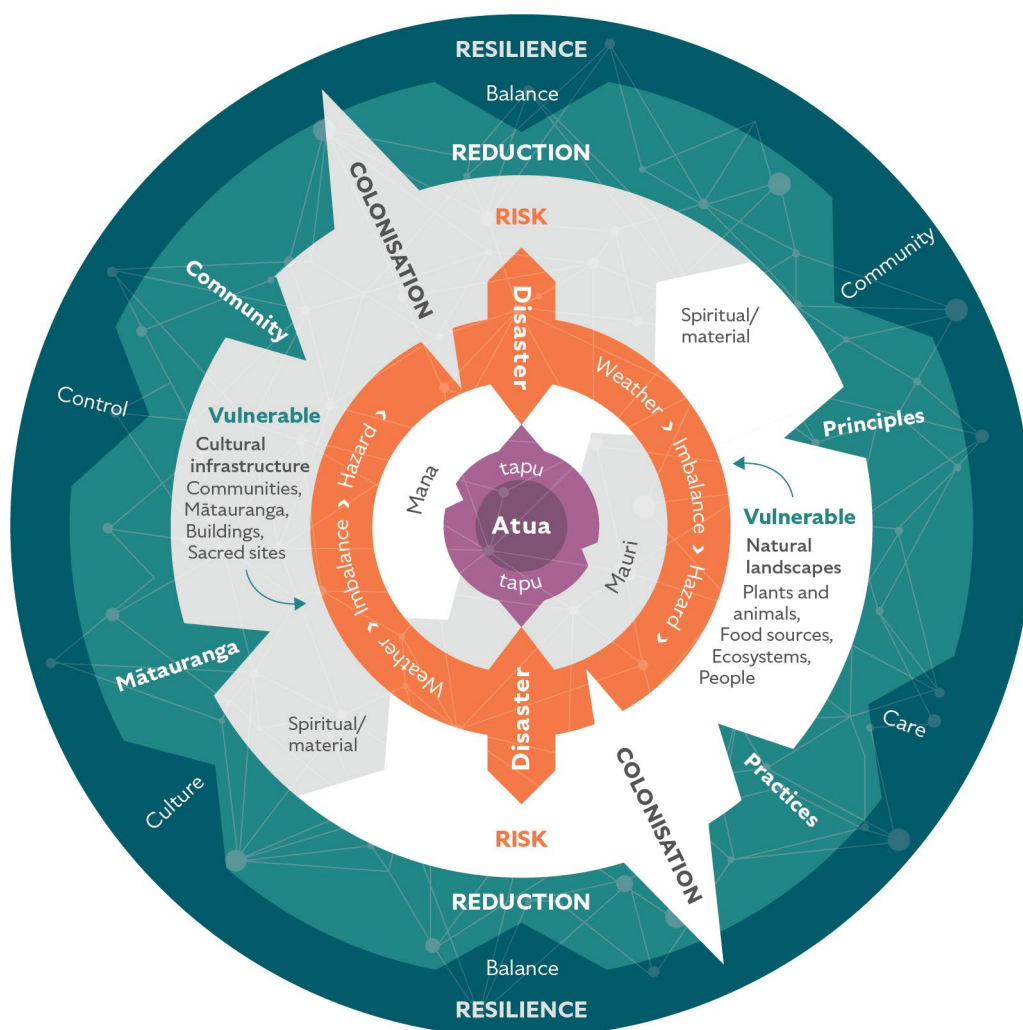 RESILIENCE
Balance
REDUCTION
COLONISATION
RISK
Community
Community
Disaster
Spiritual/
material
Control
Vulnerable
Cultural
infrastructure
Communities,
Mātauranga,
Buildings,
Sacred sites
Weather › Imbalance › Hazard ›
Weather › Imbalance › Hazard ›
Mana
tapu
Atua
tapu
Mauri
Principles
Vulnerable
Natural
landscapes
Plants and
animals,
Food sources,
Ecosystems,
People
Mātauranga
Spiritual/
material
Disaster
Care
Culture
Practices
COLONISATION
RISK
REDUCTION
Balance
RESILIENCE